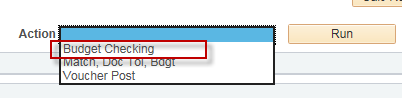 Action
Run
Budget Checking
Match, Doc Tol, Bdgt
Voucher Post